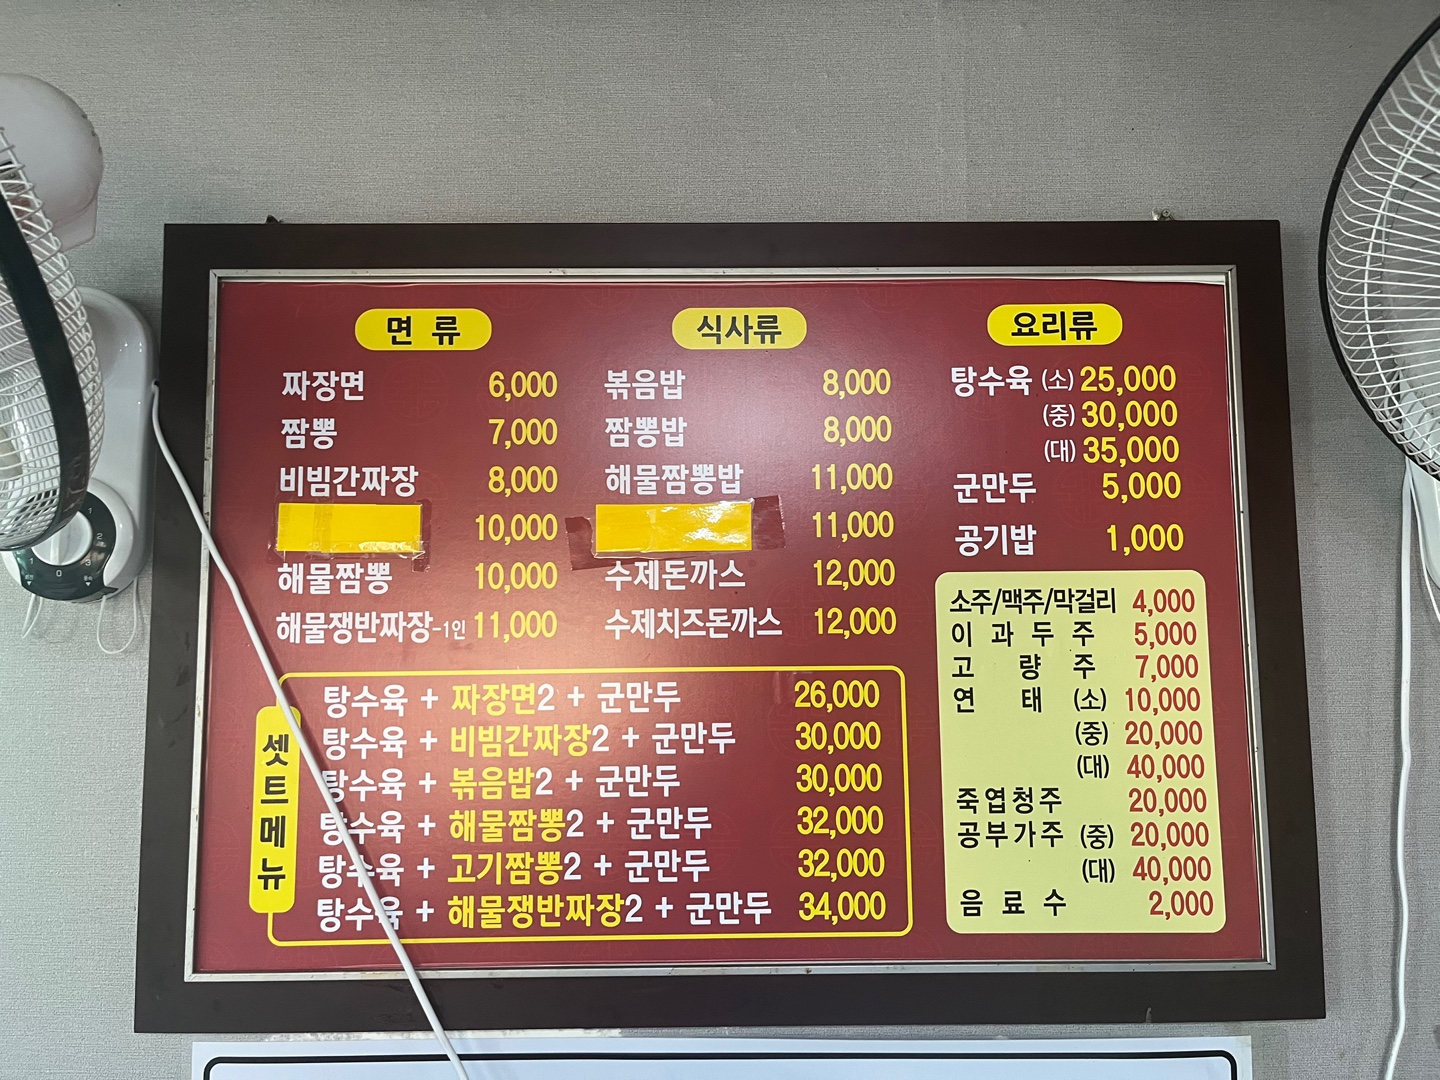 면 류
짜장면 6,000
짬뽕 7,000
비빔간짜장 8,000
10,000
해물짬뽕 10,000
해물쟁반짜장-1인 11,000
식사류
볶음밥 8,000
짬뽕밥 8,000
해물짬뽕밥 11,000
11,000
수제돈까스 12,000
수제치즈돈까스 12,000
요리류
탕수육 (소) 25,000
(중) 30,000
(대) 35,000
군만두 5,000
공기밥 1,000
셋트메뉴
탕수육 + 짜장면2 + 군만두 26,000
탕수육 + 비빔간짜장2 + 군만두 30,000
탕수육 + 볶음밥2 + 군만두 30,000
탕수육 + 해물짬뽕2 + 군만두 32,000
탕수육 + 고기짬뽕2 + 군만두 32,000
탕수육 + 해물쟁반짜장2 + 군만두 34,000
소주/맥주/막걸리 4,000
이 과 두 주 5,000
고 량 주 7,000
연 태 (소) 10,000
(중) 20,000
(대) 40,000
죽엽청주 20,000
공부가주 (중) 20,000
(대) 40,000
음 료 수 2,000
1
2
3
0
1